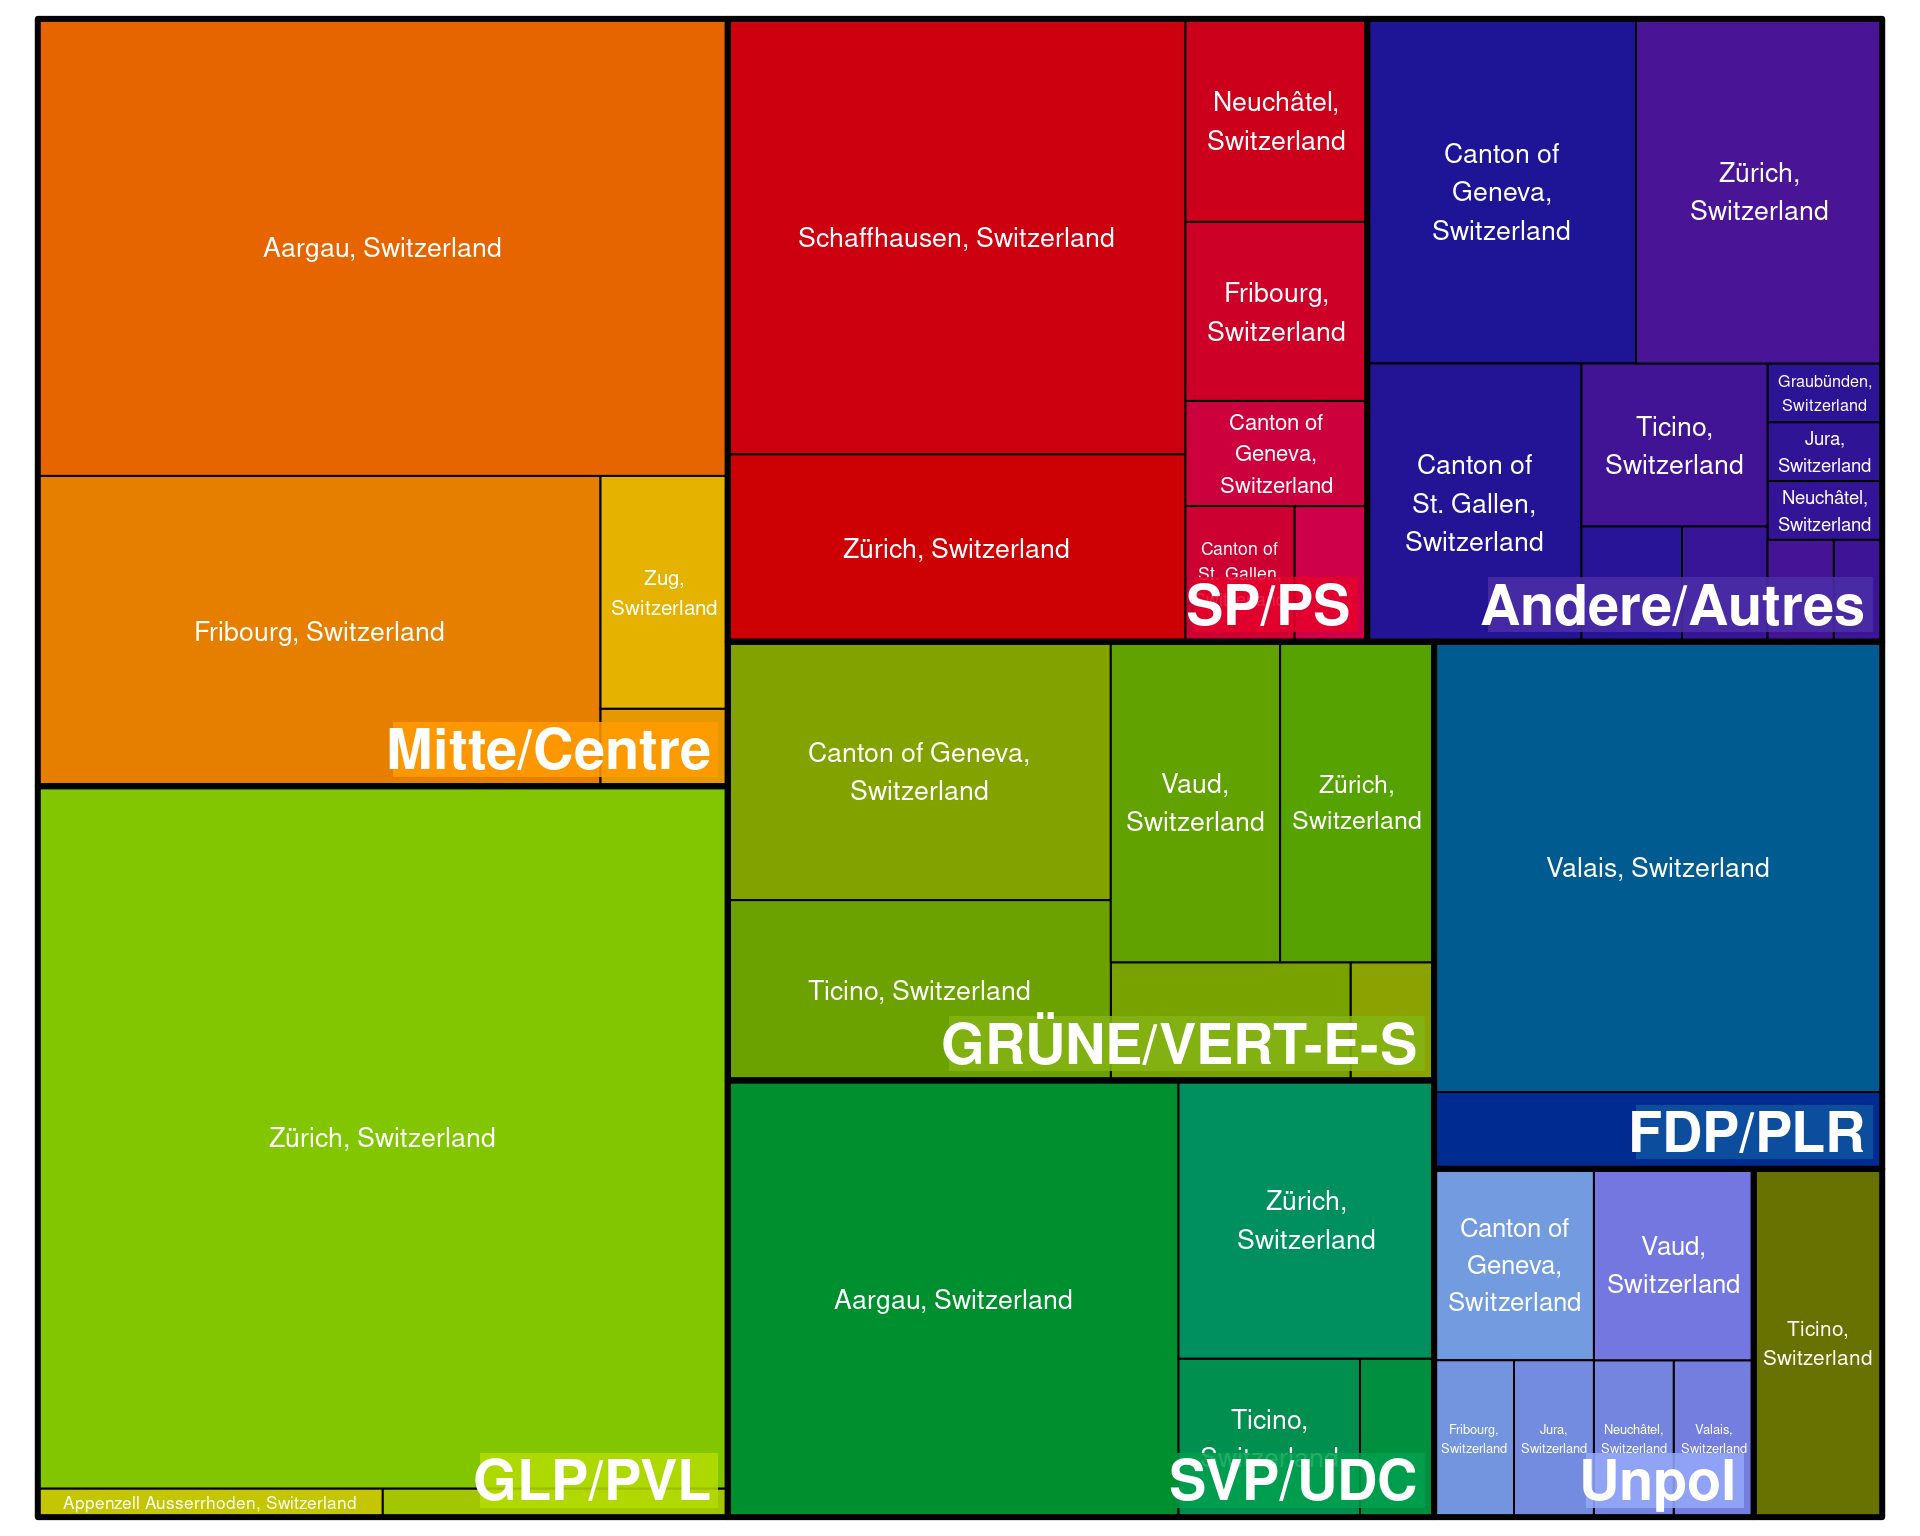 Aargau, Switzerland
Fribourg, Switzerland
Zug,
Switzerland
Mitte/Centre
Zürich, Switzerland
Appenzell Ausserrhoden, Switzerland
GLP/PVL
Schaffhausen, Switzerland
Zürich, Switzerland
Neuchâtel,
Switzerland
Fribourg,
Switzerland
Canton of
Geneva,
Switzerland
Canton of
St. Gallen,
SP/PS
Canton of
Geneva,
Switzerland
Zürich,
Switzerland
Canton of
St. Gallen,
Switzerland
Ticino,
Switzerland
Graubünden,
Switzerland
Jura,
Switzerland
Neuchâtel,
Switzerland
Andere/Autres
Canton of Geneva,
Switzerland
Ticino, Switzerland
Vaud,
Switzerland
Zürich,
Switzerland
GRÜNE/VERT-E-S
Valais, Switzerland
FDP/PLR
Aargau, Switzerland
Zürich,
Switzerland
Ticino,
Switzerland
SVP/UDC
Canton of
Geneva,
Switzerland
Vaud,
Switzerland
Fribourg,
Switzerland
Jura,
Switzerland
Neuchâtel,
Switzerland
Valais,
Switzerland
Unpol
Ticino,
Switzerland